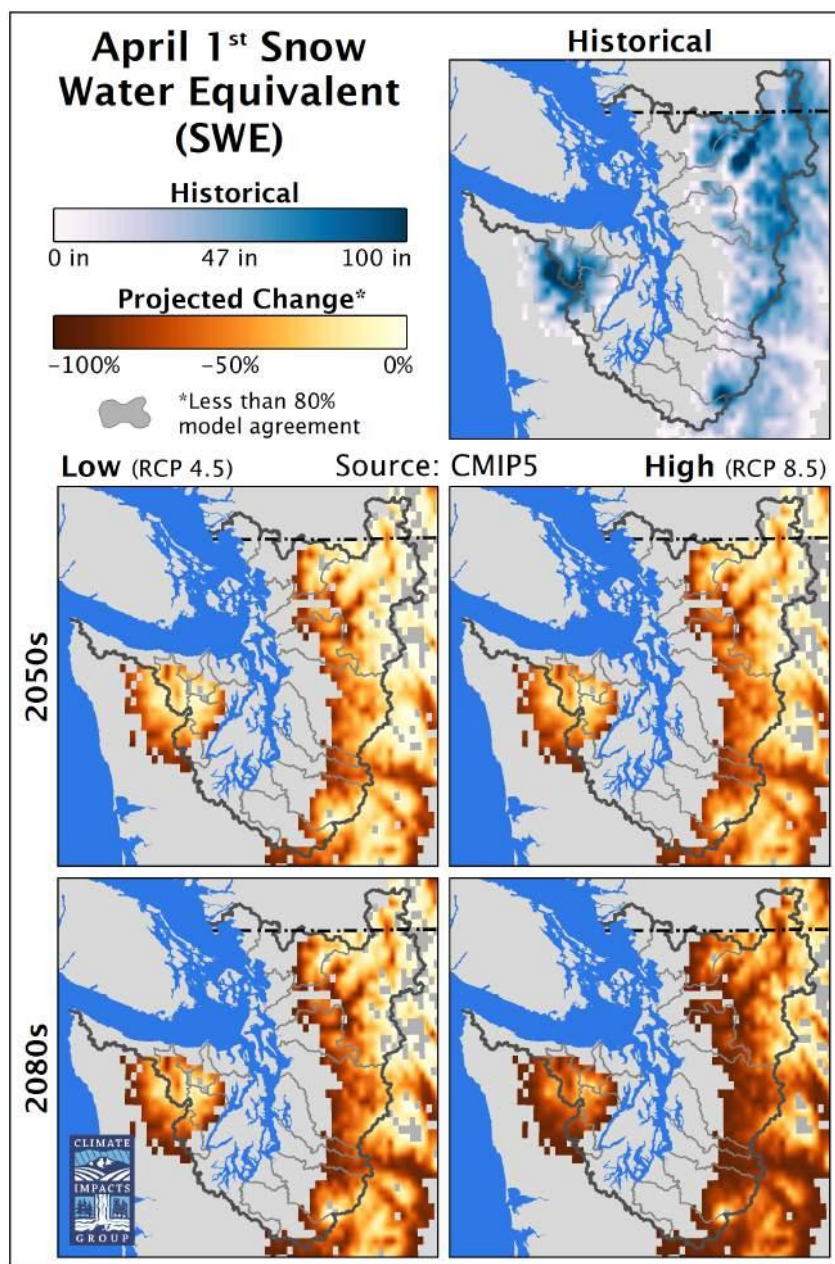 April 1st Snow
Water Equivalent
(SWE)
Historical
0 in 47 in 100 in
Projected Change*
−100% −50% 0%
*Less than 80%
model agreement
Historical
Low (RCP 4.5) Source: CMIP5 High (RCP 8.5)
2050s
2080s
CLIMATE
IMPACTS
GROUP